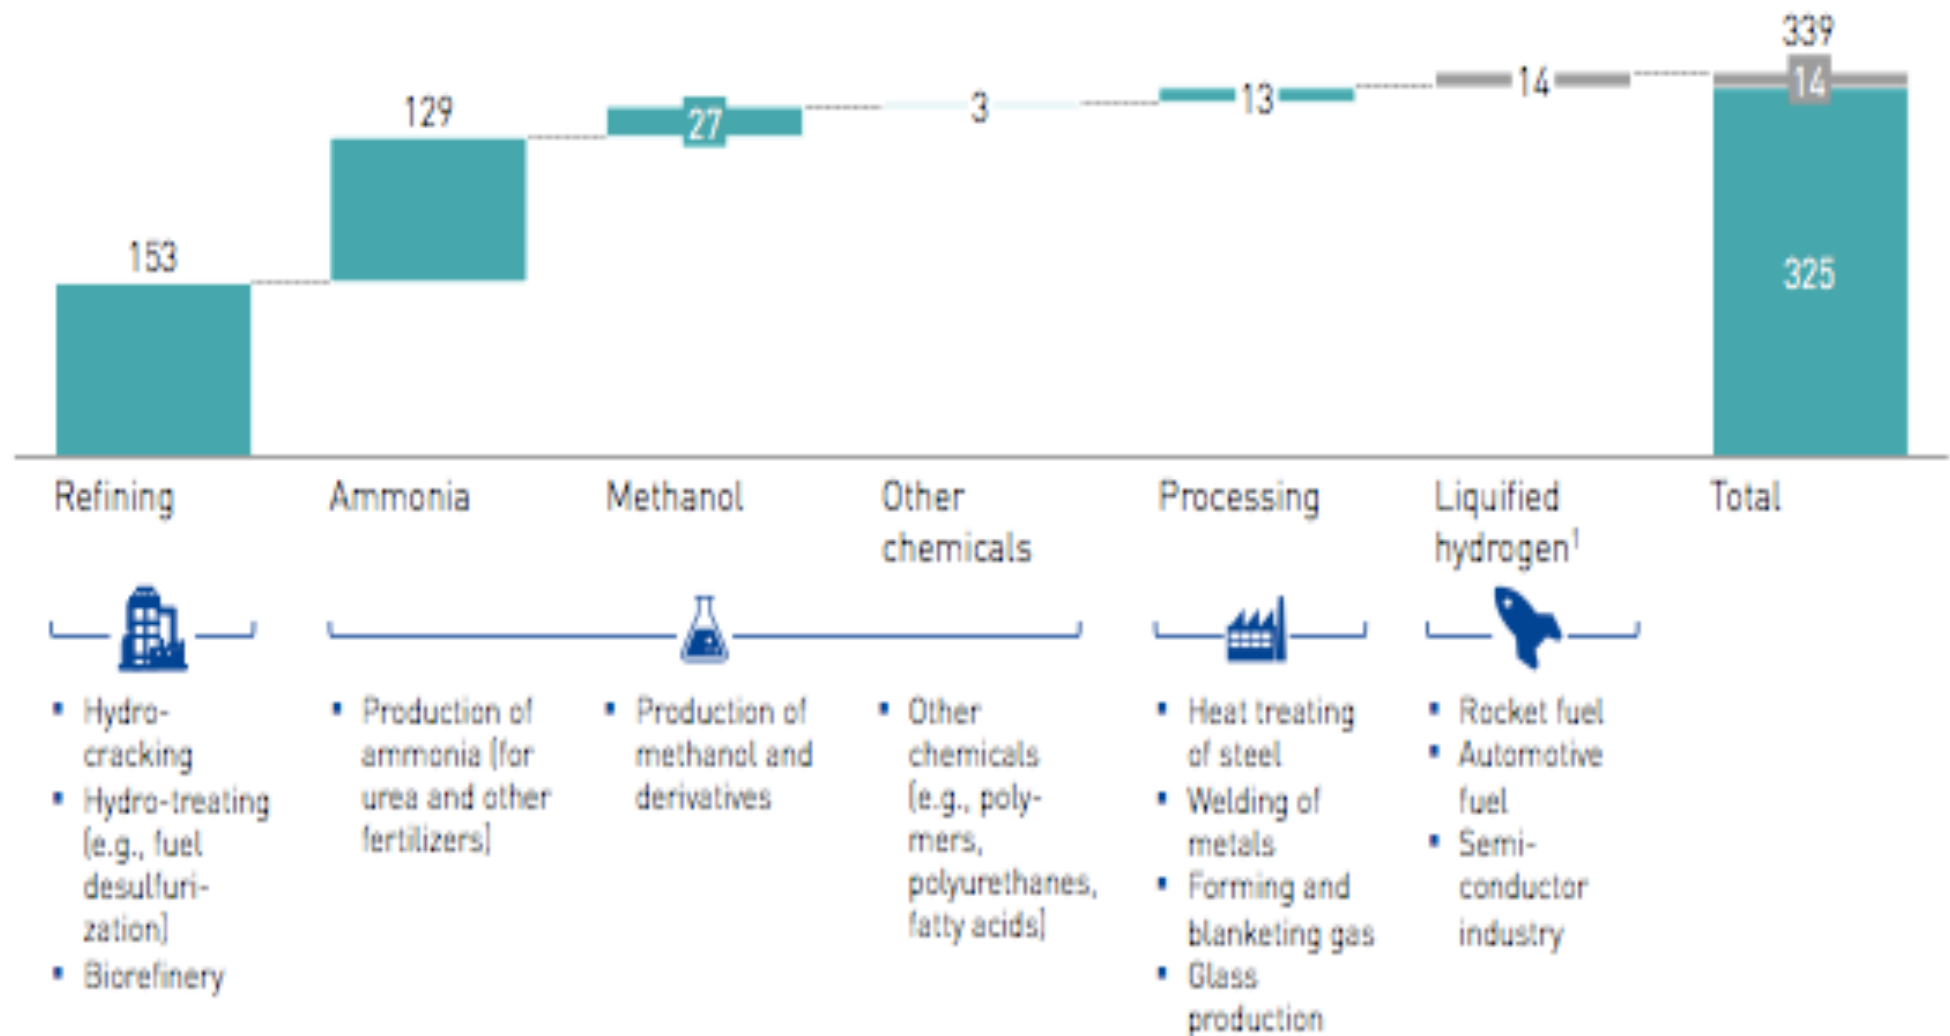 153
129
27
3
13
14
339
14
325
Refining
Ammonia
Methanol
Other
chemicals
Processing
Liquified
hydrogen¹
Total
Hydro-
cracking
Hydro-treating
(e.g., fuel
desulfuri-
zation)
Biorefinery
Production of
ammonia (for
urea and other
fertilizers)
Production of
methanol and
derivatives
Other
chemicals
(e.g., poly-
mers,
polyurethanes,
fatty acids)
Heat treating
of steel
Welding of
metals
Forming and
blanketing gas
Glass
production
Rocket fuel
Automotive
fuel
Semi-
conductor
industry